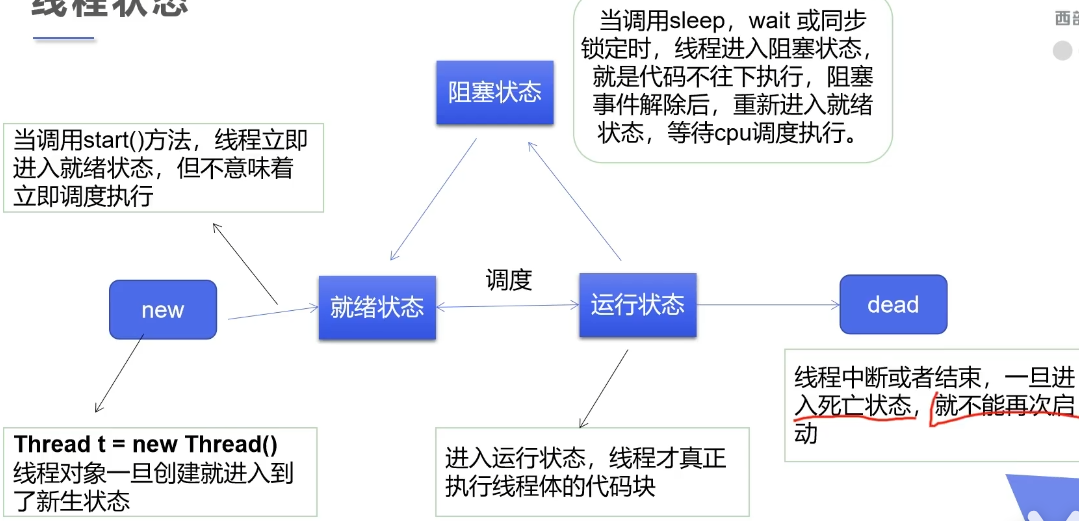 线程状态
西部
当调用sleep，wait 或同步
锁定时，线程进入阻塞状态，
就是代码不往下执行，阻塞
事件解除后，重新进入就绪
状态，等待cpu调度执行。
阻塞状态
当调用start()方法，线程立即
进入就绪状态，但不意味着
立即调度执行
调度
new
就绪状态
运行状态
dead
线程中断或者结束，一旦进
入死亡状态，就不能再次启
动
Thread t = new Thread()
线程对象一旦创建就进入到
了新生状态
进入运行状态，线程才真正
执行线程体的代码块